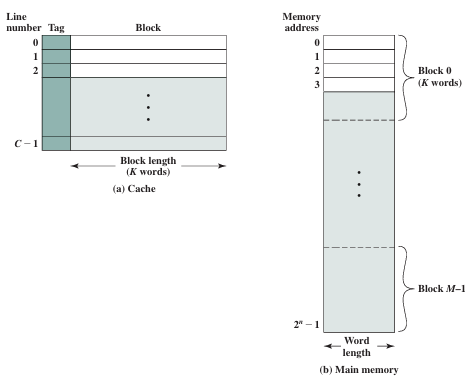 Line
number Tag
Block
0
1
2
C – 1
Block length
(K words)
(a) Cache
Memory
address
0
1
2
3
Block 0
(K words)
Block M–1
2ⁿ – 1
Word
length
(b) Main memory